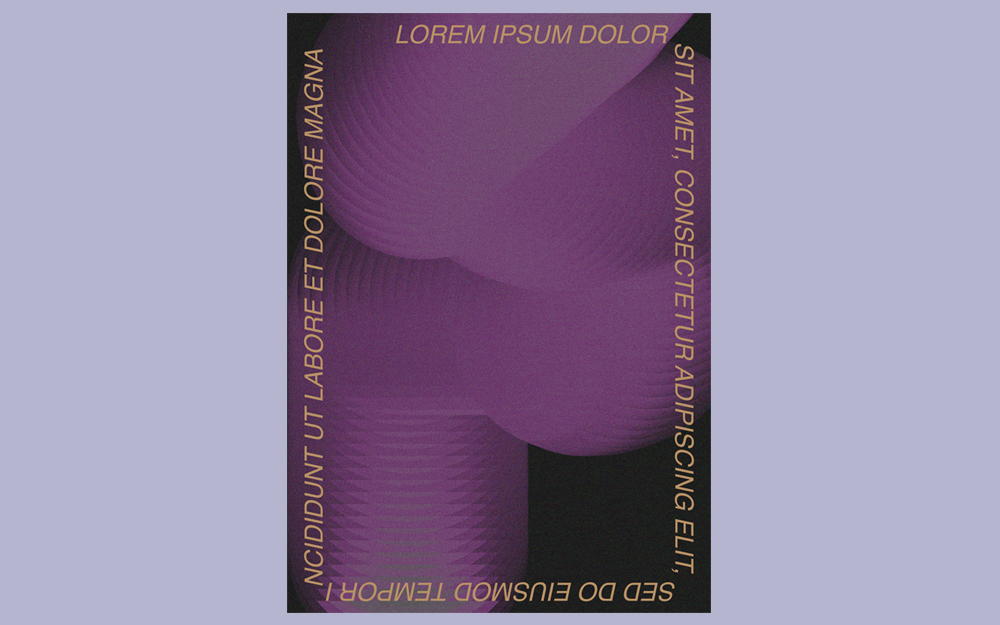 LOREM IPSUM DOLOR
SIT AMET, CONSECTETUR ADIPISCING ELIT,
SED DO EIUSMOD TEMPOR I
NCIDIDUNT UT LABORE ET DOLORE MAGNA